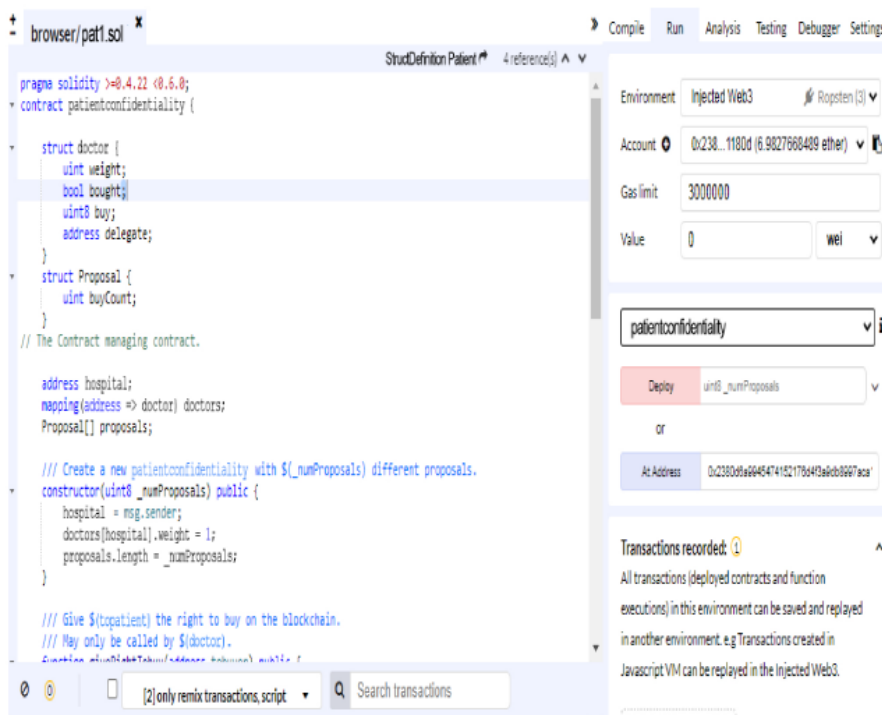 browser/pat1.sol
StructDefinition Patient 4 reference(s)
pragma solidity >=0.4.22 <0.6.0;
contract patientconfidentiality {
struct doctor {
uint weight;
bool bought;
uint8 buy;
address delegate;
}
struct Proposal {
uint buyCount;
}
// The Contract managing contract.
address hospital;
mapping(address => doctor) doctors;
Proposal[] proposals;
/// Create a new patientconfidentiality with $(_numProposals) different proposals.
constructor(uint8 _numProposals) public {
hospital = msg.sender;
doctors[hospital].weight = 1;
proposals.length = _numProposals;
}
/// Give $(topatient) the right to buy on the blockchain.
/// May only be called by $(doctor).
0
[2] only remix transactions, script
Search transactions
Compile Run Analysis Testing Debugger Settings
Environment Injected Web3 Ropsten (3)
Account 0x238...1180d (6.9827668489 ether)
Gas limit 3000000
Value 0 wei
patientconfidentiality
Deploy uint8 _numProposals
or
At Address
Transactions recorded: 1
All transactions (deployed contracts and function
executions) in this environment can be saved and replayed
in another environment. e.g Transactions created in
Javascript VM can be replayed in the Injected Web3.